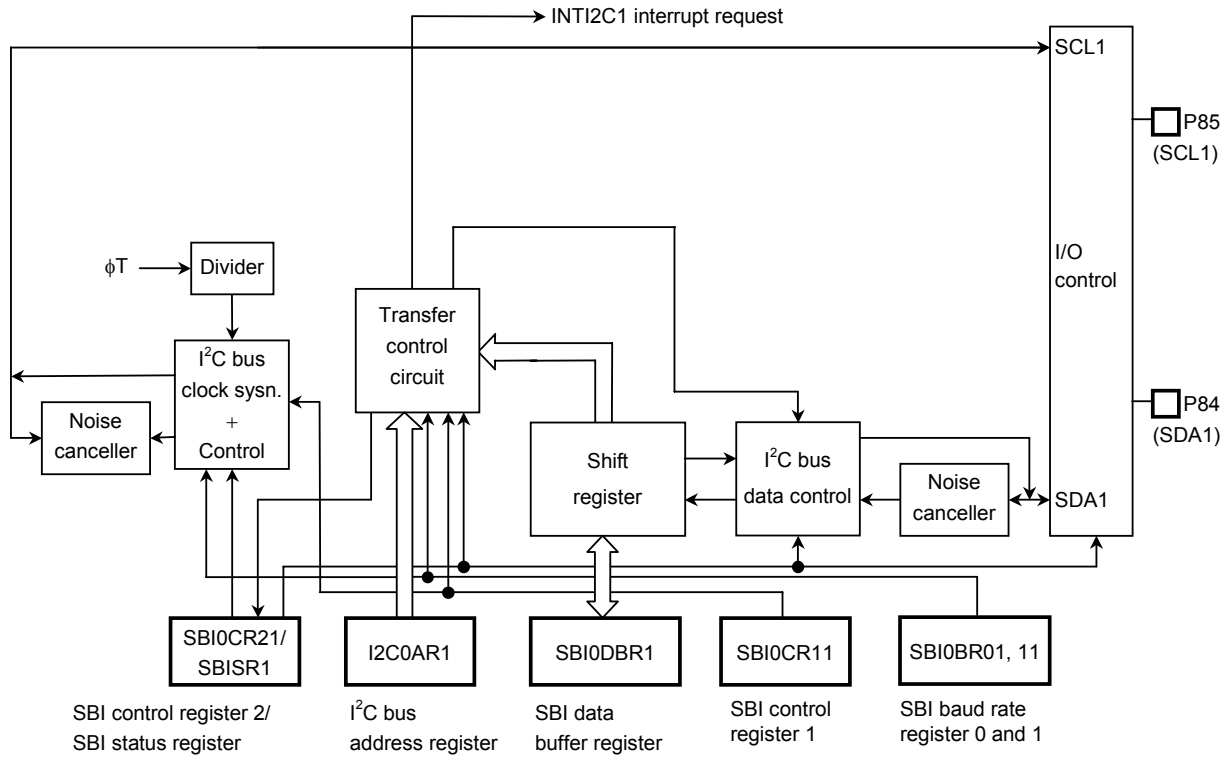 INTI2C1 interrupt request
SCL1
P85
(SCL1)
φT
Divider
I/O
control
Transfer
control
circuit
I²C bus
clock sysn.
+
Control
Noise
canceller
P84
(SDA1)
Shift
register
I²C bus
data control
Noise
canceller
SDA1
SBI0CR21/
SBISR1
I2C0AR1
SBI0DBR1
SBI0CR11
SBI0BR01, 11
SBI control register 2/
SBI status register
I²C bus
address register
SBI data
buffer register
SBI control
register 1
SBI baud rate
register 0 and 1